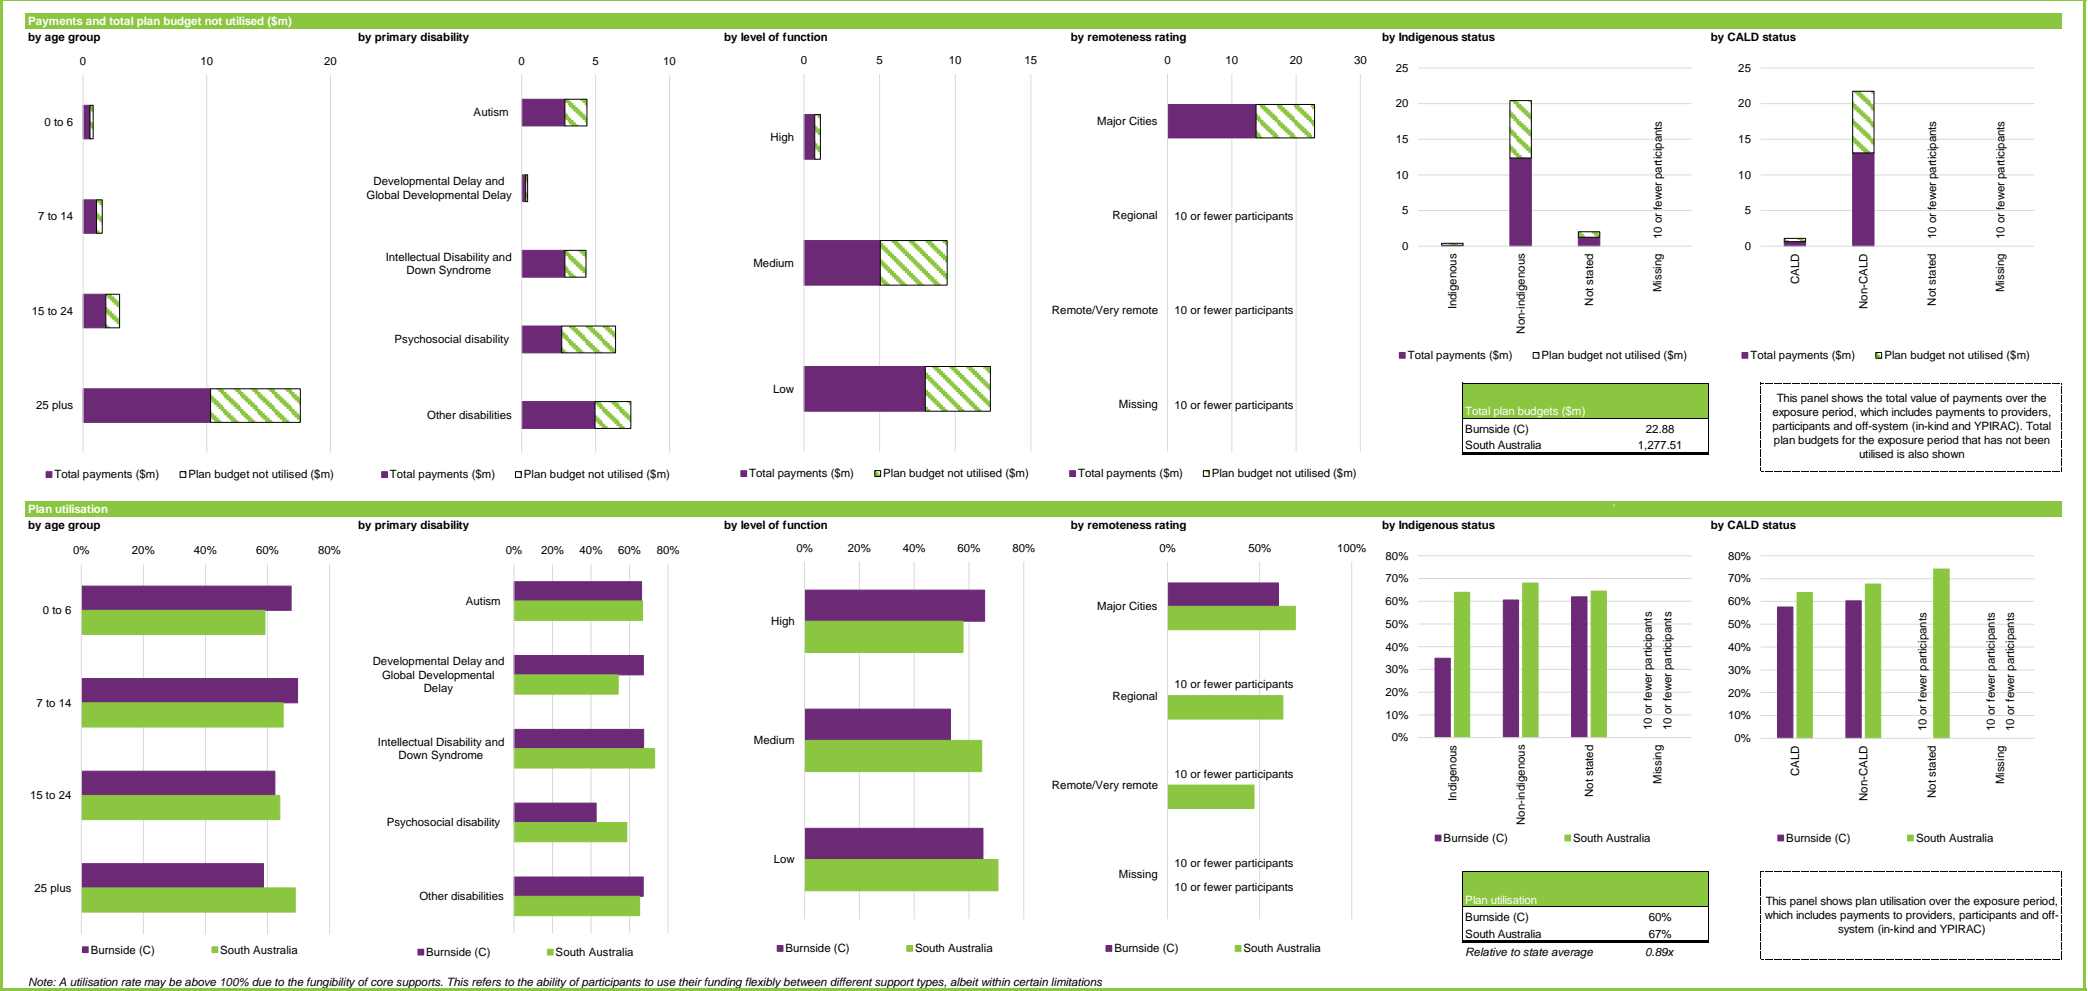 Payments and total plan budget not utilised ($m)
by age group
0 10 20
0 to 6
7 to 14
15 to 24
25 plus
Total payments ($m) Plan budget not utilised ($m)
by primary disability
0 5 10
Autism
Developmental Delay and
Global Developmental Delay
Intellectual Disability and
Down Syndrome
Psychosocial disability
Other disabilities
Total payments ($m) Plan budget not utilised ($m)
by level of function
0 5 10 15
High
Medium
Low
Total payments ($m) Plan budget not utilised ($m)
by remoteness rating
0 10 20 30
Major Cities
Regional 10 or fewer participants
Remote/Very remote 10 or fewer participants
Missing 10 or fewer participants
Total payments ($m) Plan budget not utilised ($m)
by Indigenous status
25
20
15
10
5
0
10 or fewer participants
Indigenous
Non-indigenous
Not stated
Missing
Total payments ($m) Plan budget not utilised ($m)
by CALD status
25
20
15
10
5
0
10 or fewer participants
10 or fewer participants
CALD
Non-CALD
Not stated
Missing
Total payments ($m) Plan budget not utilised ($m)
Total plan budgets ($m)
Burnside (C) 22.88
South Australia 1,277.51
This panel shows the total value of payments over the
exposure period, which includes payments to providers,
participants and off-system (in-kind and YPIRAC). Total
plan budgets for the exposure period that has not been
utilised is also shown
Plan utilisation
by age group
0% 20% 40% 60% 80%
0 to 6
7 to 14
15 to 24
25 plus
Burnside (C) South Australia
by primary disability
0% 20% 40% 60% 80%
Autism
Developmental Delay and
Global Developmental
Delay
Intellectual Disability and
Down Syndrome
Psychosocial disability
Other disabilities
Burnside (C) South Australia
by level of function
0% 20% 40% 60% 80%
High
Medium
Low
Burnside (C) South Australia
by remoteness rating
0% 50% 100%
Major Cities
Regional
10 or fewer participants
Remote/Very remote
10 or fewer participants
Missing
10 or fewer participants
10 or fewer participants
Burnside (C) South Australia
by Indigenous status
80%
70%
60%
50%
40%
30%
20%
10%
0%
10 or fewer participants
10 or fewer participants
Indigenous
Non-indigenous
Not stated
Missing
Burnside (C) South Australia
by CALD status
80%
70%
60%
50%
40%
30%
20%
10%
0%
10 or fewer participants
10 or fewer participants
10 or fewer participants
CALD
Non-CALD
Not stated
Missing
Burnside (C) South Australia
Plan utilisation
Burnside (C) 60%
South Australia 67%
Relative to state average 0.89x
This panel shows plan utilisation over the exposure period,
which includes payments to providers, participants and off-
system (in-kind and YPIRAC)
Note: A utilisation rate may be above 100% due to the fungibility of core supports. This refers to the ability of participants to use their funding flexibly between different support types, albeit within certain limitations